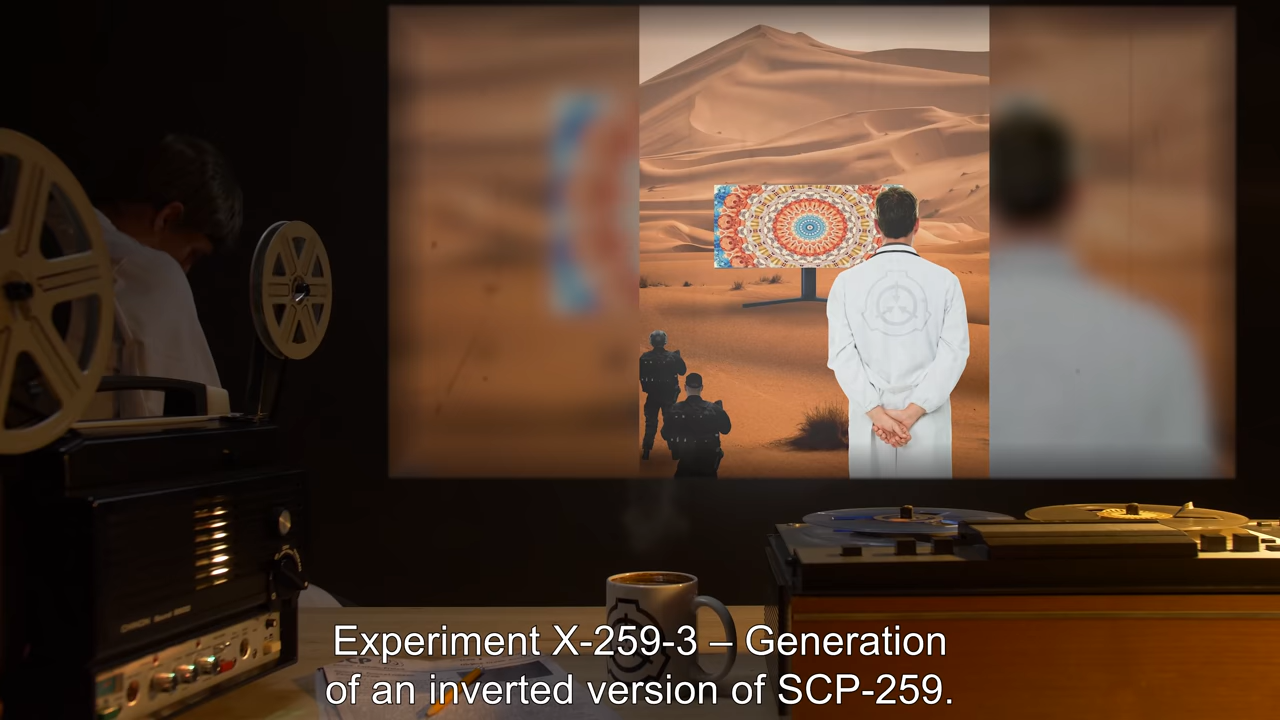 Experiment X-259-3 – Generation
of an inverted version of SCP-259.